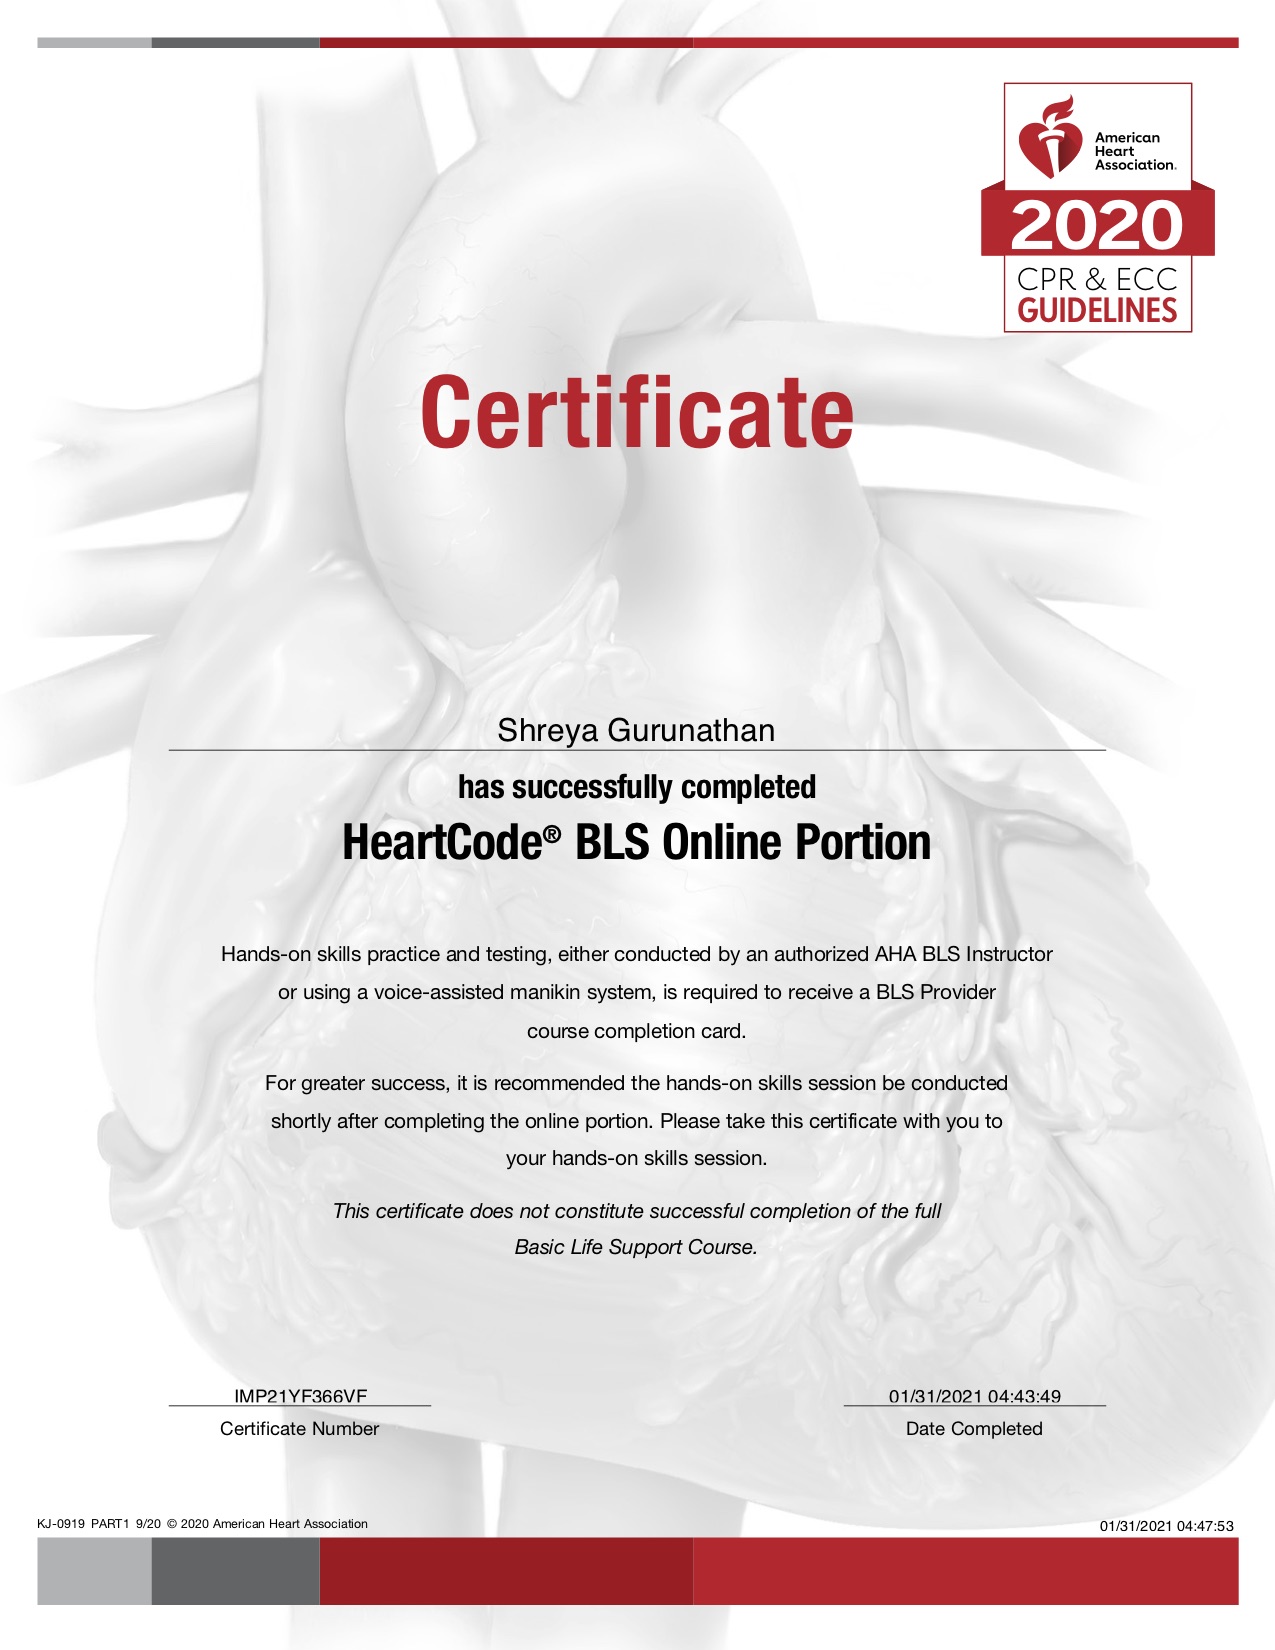 American
Heart
Association.
2020
CPR & ECC
GUIDELINES
Certificate
Shreya Gurunathan
has successfully completed
HeartCode® BLS Online Portion
Hands-on skills practice and testing, either conducted by an authorized AHA BLS Instructor
or using a voice-assisted manikin system, is required to receive a BLS Provider
course completion card.
For greater success, it is recommended the hands-on skills session be conducted
shortly after completing the online portion. Please take this certificate with you to
your hands-on skills session.
This certificate does not constitute successful completion of the full
Basic Life Support Course.
IMP21YF366VF
Certificate Number
01/31/2021 04:43:49
Date Completed
KJ-0919 PART1 9/20 © 2020 American Heart Association
01/31/2021 04:47:53